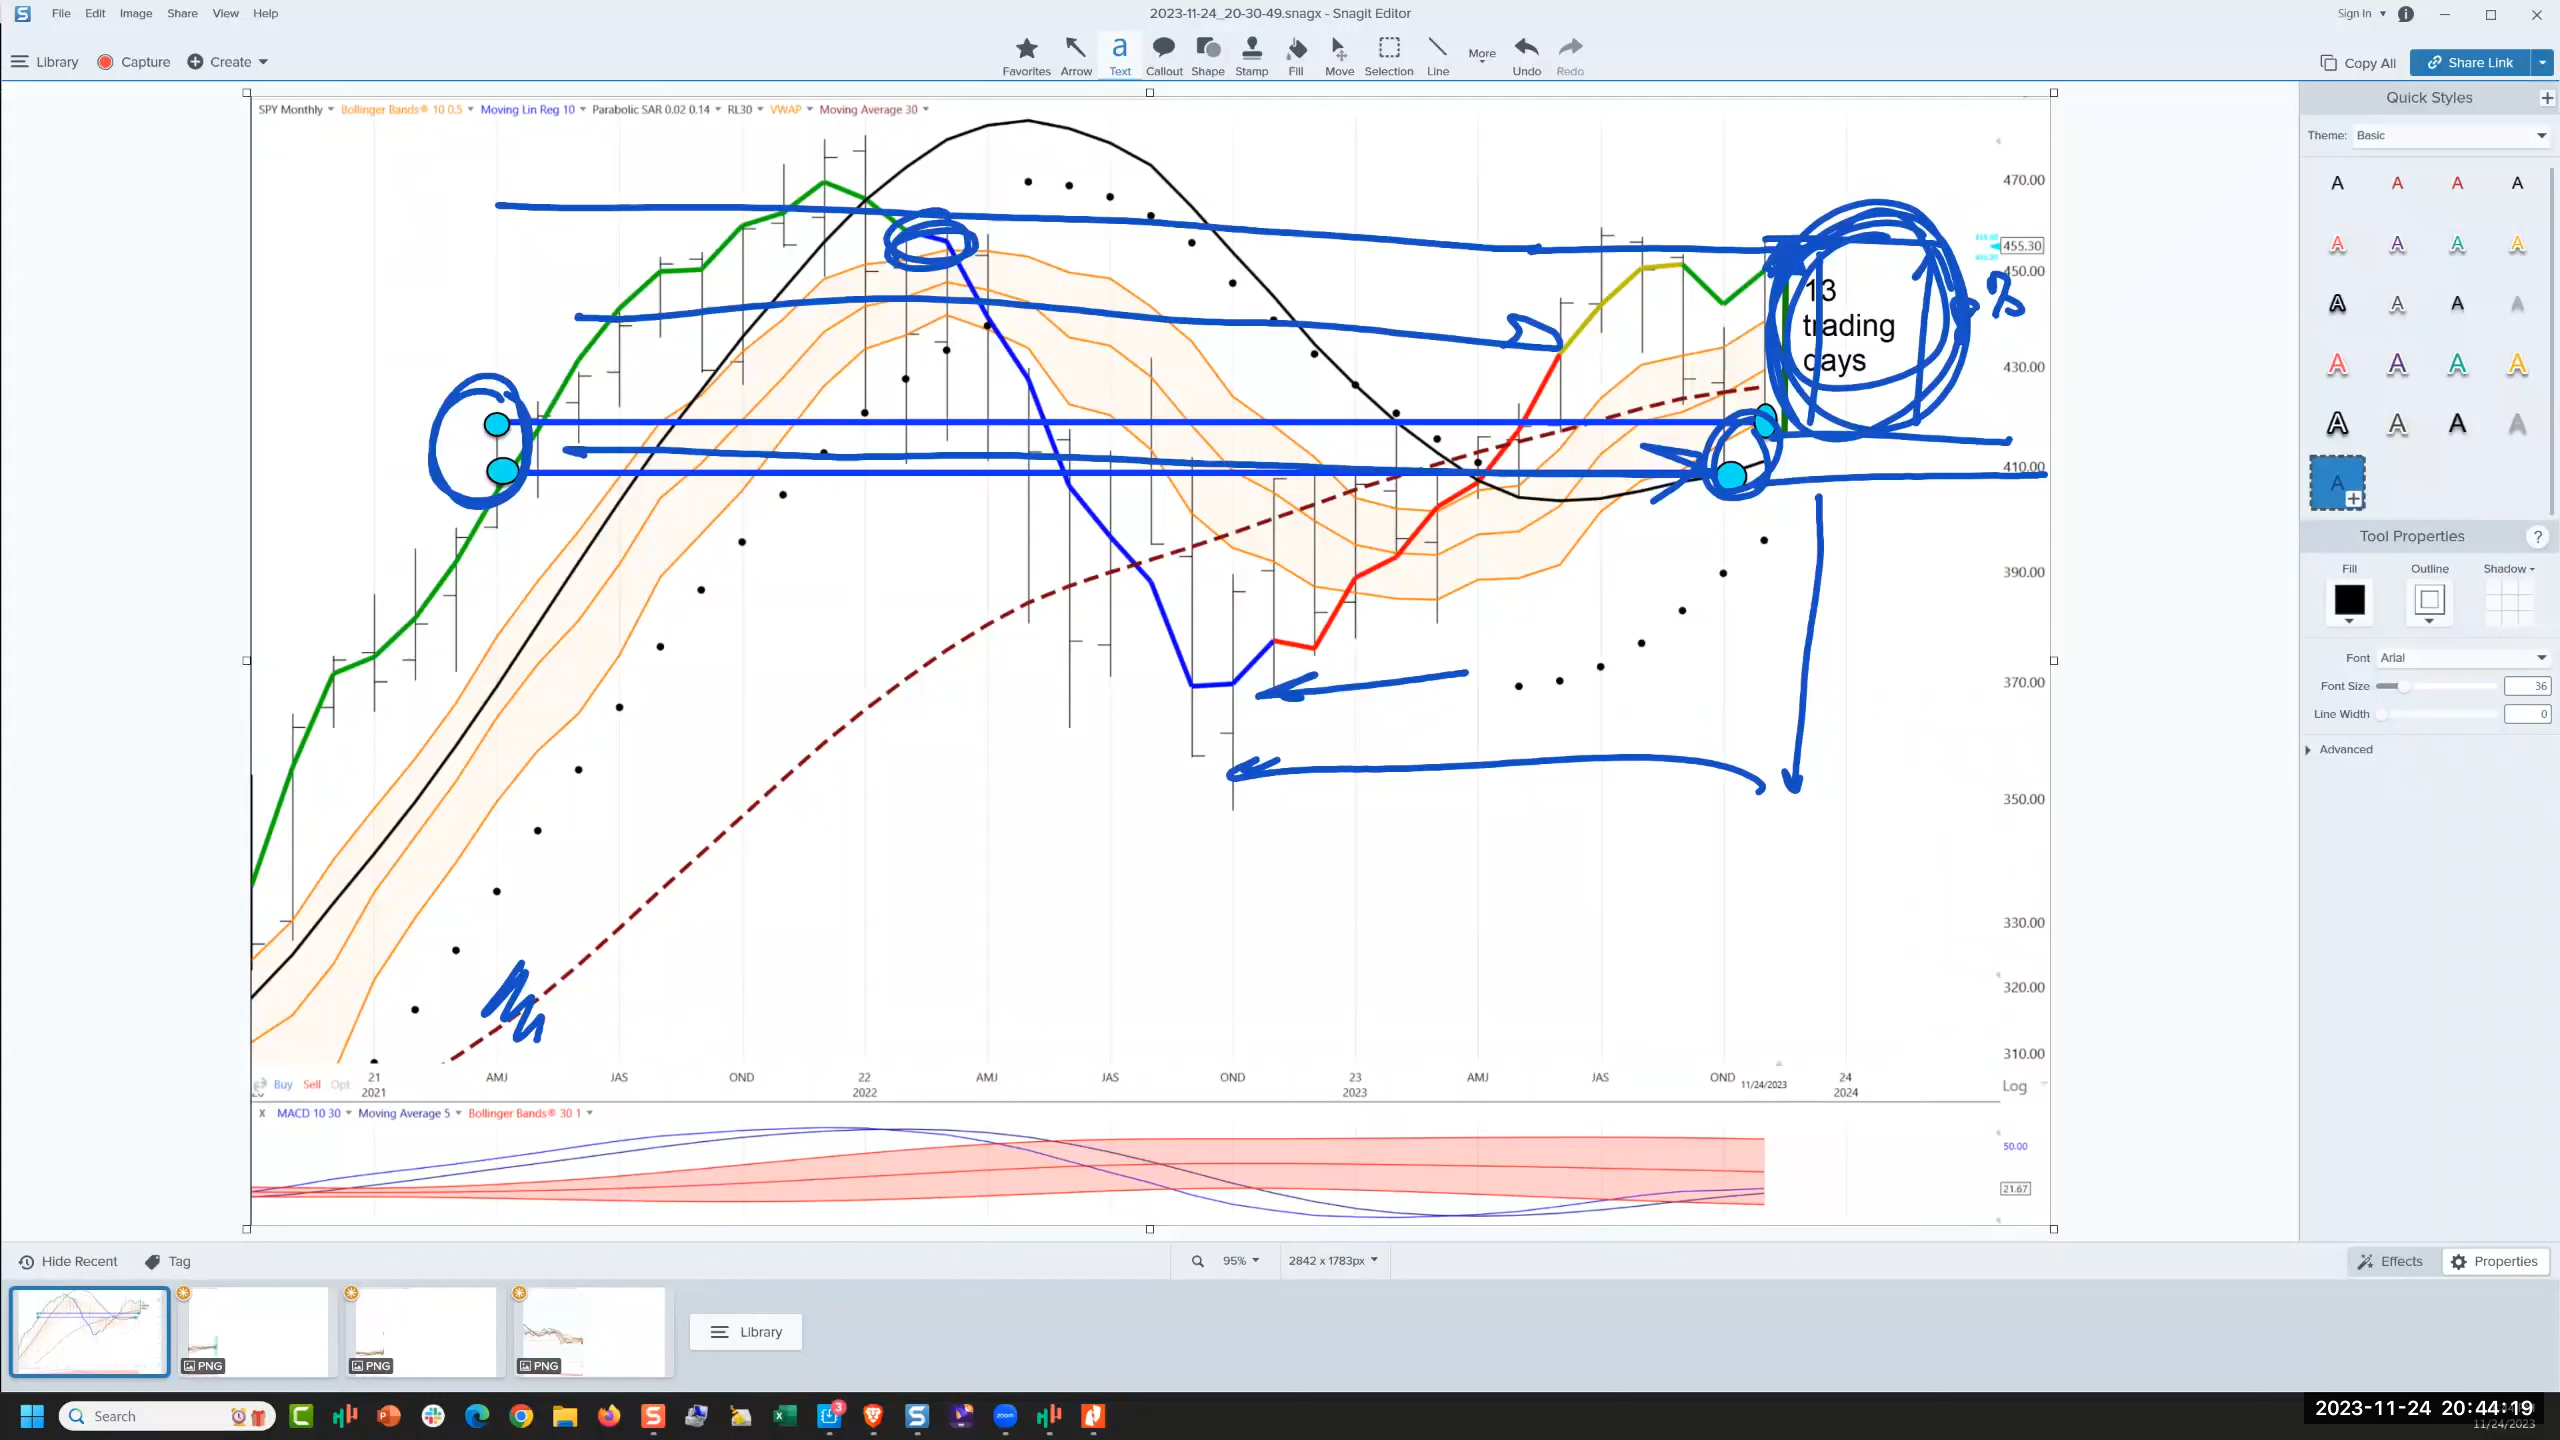 2023-11-24_20-30-49.snagx - Snagit Editor
File Edit Image Share View Help
Sign In
Library Capture Create
Favorites Arrow Text Callout Shape Stamp Fill Move Selection Line More Undo Redo
Copy All Share Link
Quick Styles
Theme: Basic
SPY Monthly Bollinger Bands® 10 0.5 Moving Lin Reg 10 Parabolic SAR 0.02 0.14 RL30 VWAP Moving Average 30
470.00
455.30
450.00
13
trading
days
430.00
410.00
390.00
370.00
350.00
330.00
320.00
310.00
Tool Properties
Fill Outline Shadow
Font Arial
Font Size 36
Line Width 0
Advanced
Buy Sell Opt
21 AMJ JAS OND 22 AMJ JAS OND 23 AMJ JAS OND 11/24/2023 24
2021 2022 2023 2024
Log
X MACD 10 30 Moving Average 5 Bollinger Bands® 30 1
50.00
21.67
Hide Recent Tag
95% 2842 x 1783px
Effects Properties
PNG PNG PNG
Library
Search
3
zoom
2023-11-24 20:44:19
11/24/2023